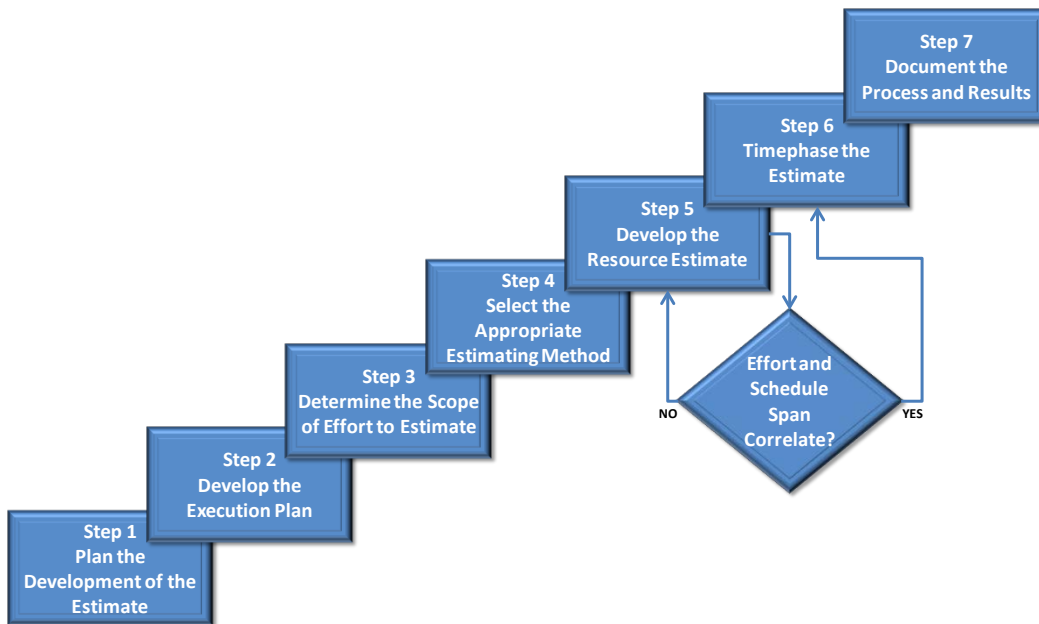 Step 1
Plan the
Development of the
Estimate
Step 2
Develop the
Execution Plan
Step 3
Determine the Scope
of Effort to Estimate
Step 4
Select the
Appropriate
Estimating Method
Step 5
Develop the
Resource Estimate
Step 6
Timephase the
Estimate
Step 7
Document the
Process and Results
Effort and
Schedule
Span
Correlate?
NO
YES